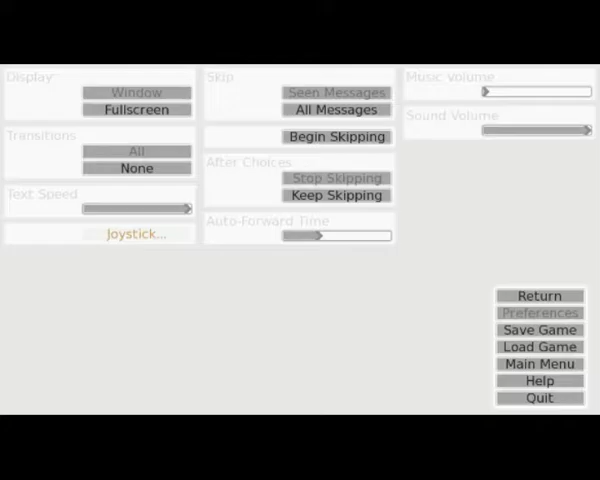 Display
Window
Fullscreen
Transitions
All
None
Text Speed
Joystick...
Skip
Seen Messages
All Messages
Begin Skipping
After Choices
Stop Skipping
Keep Skipping
Auto-Forward Time
Music Volume
Sound Volume
Return
Preferences
Save Game
Load Game
Main Menu
Help
Quit